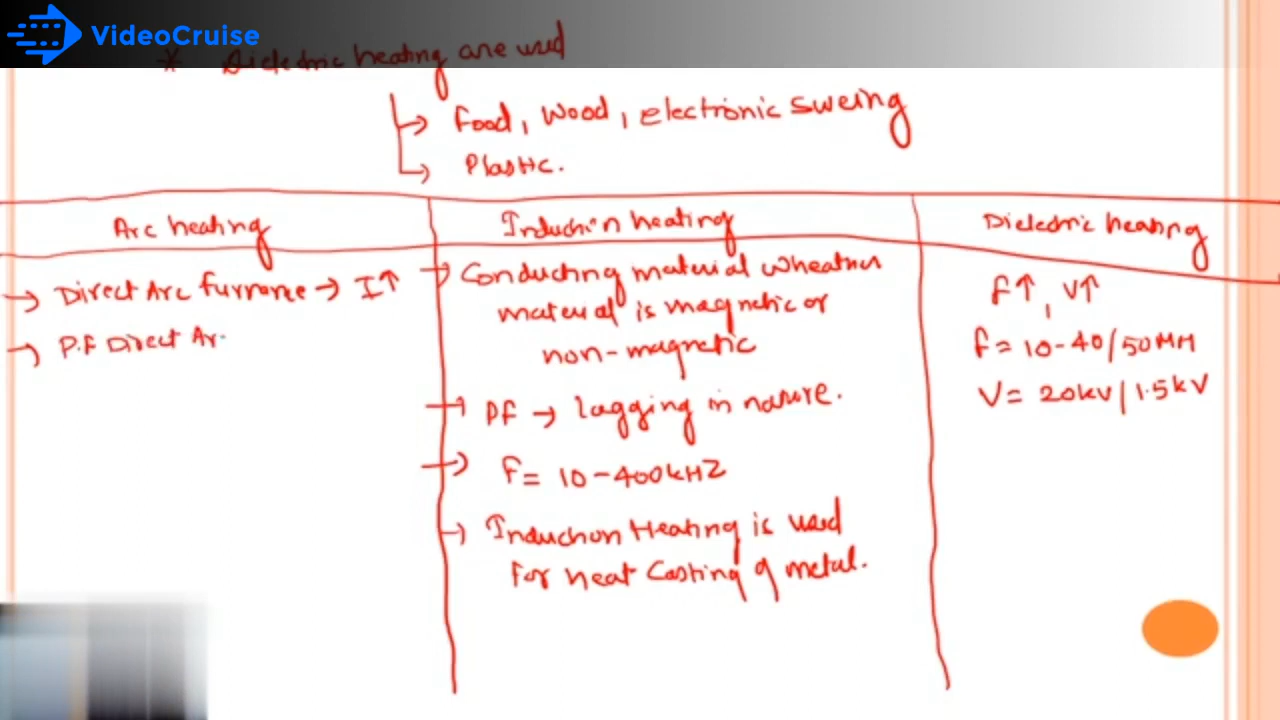 VideoCruise
* Dielectric heating are used
→ Food, Wood, electronic sweing
→ Plastic.
Arc heating
→ Direct Arc furnance → I↑
→ P.F Direct Ar
Induction heating
→ Conducting material wheather
material is magnetic or
non-magnetic
→ Pf → lagging in nature.
→ f = 10-400kHZ
→ Induction Heating is used
For heat Casting of metal.
Dielectric heating
f↑, V↑
f = 10-40/50MH
V = 20kV/1.5kV